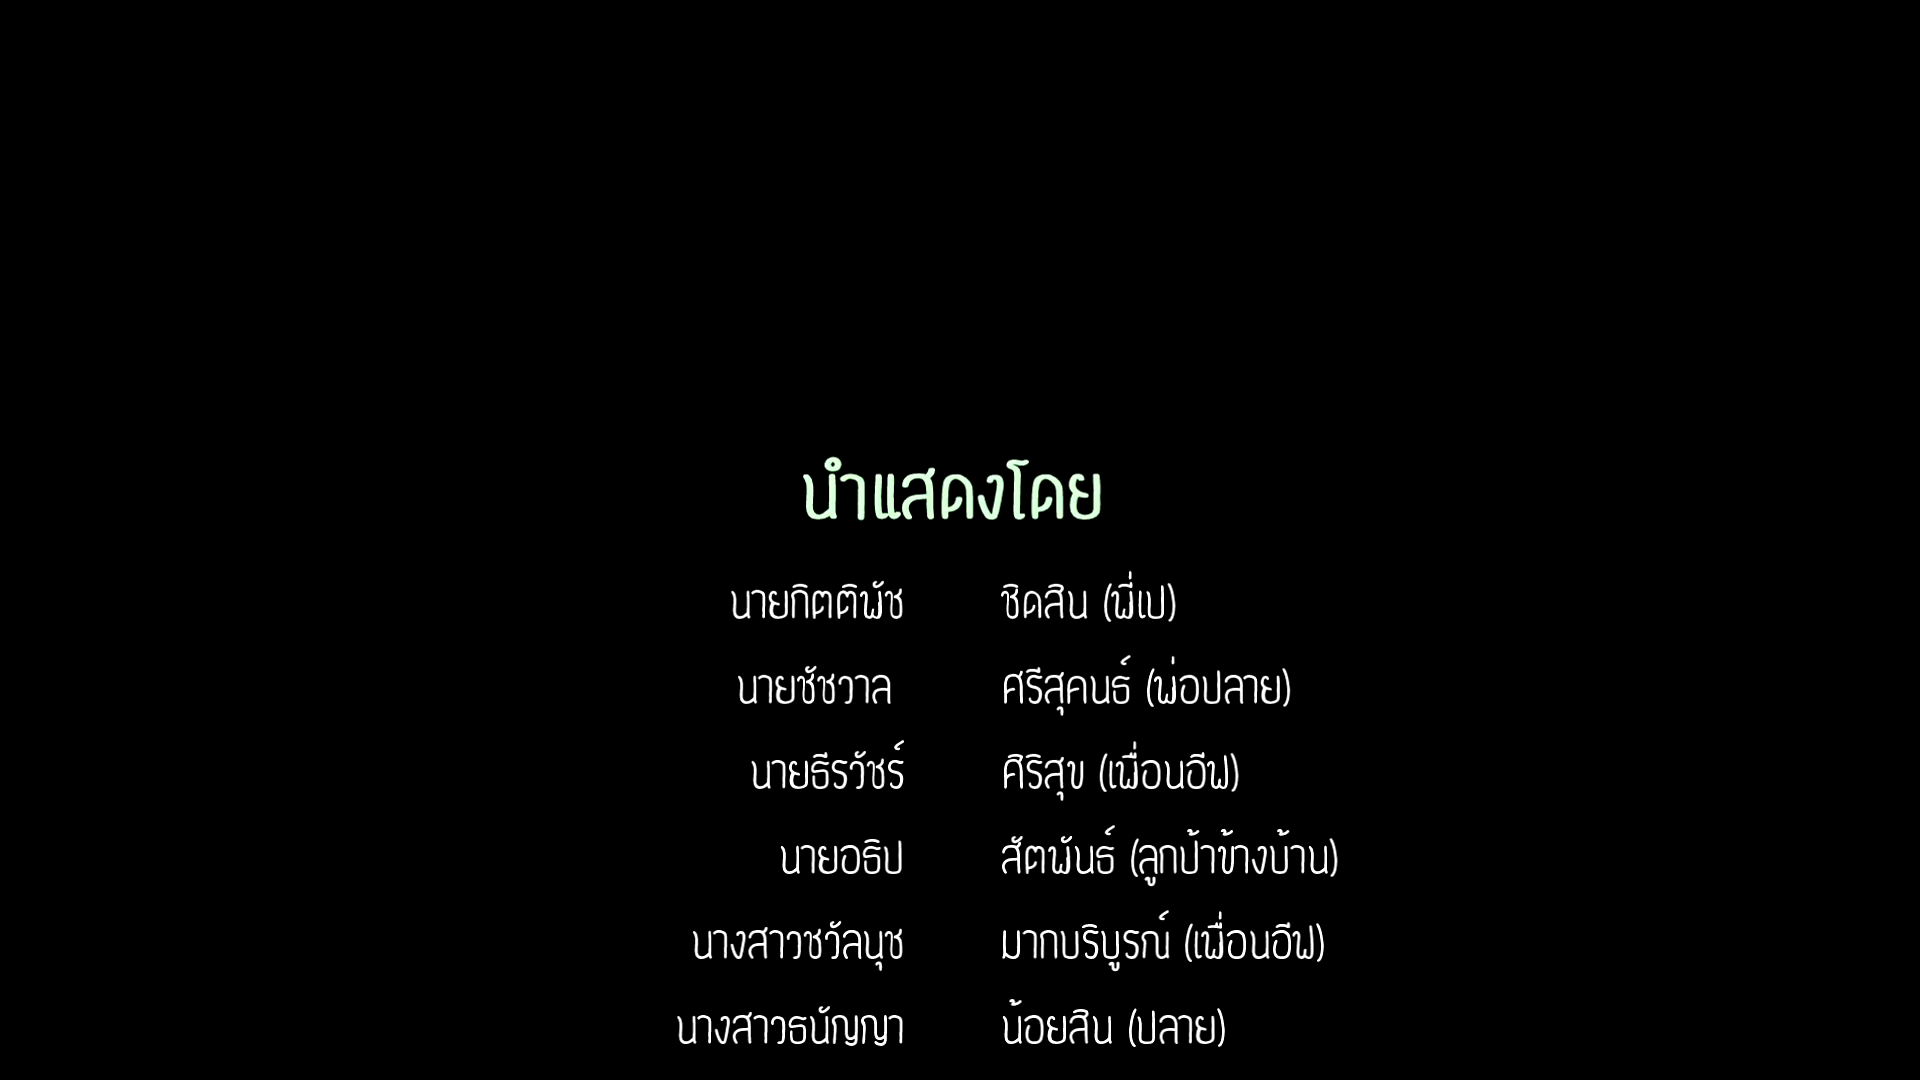 นำแสดงโดย
นายกิตติพัช ชิดสิน (พี่เป)
นายชัชวาล ศรีสุคนธ์ (พ่อปลาย)
นายธีรวัชร์ ศิริสุข (เพื่อนอีฟ)
นายอธิป สัตพันธ์ (ลูกป้าข้างบ้าน)
นางสาวชวัลนุช มากบริบูรณ์ (เพื่อนอีฟ)
นางสาวธนัญญา น้อยสิน (ปลาย)